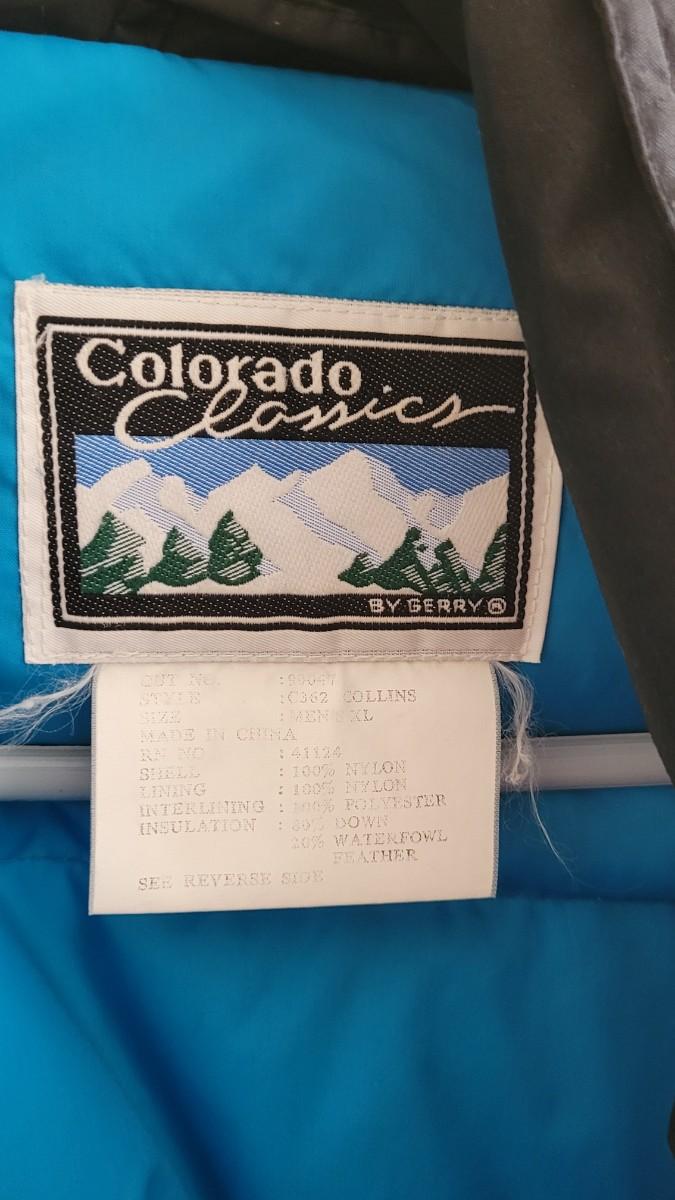 Colorado
Classics
BY GERRY ®
CUT NO. :99047
STYLE :C362 COLLINS
SIZE :MEN'S XL
MADE IN CHINA
RN NO :41124
SHELL : 100% NYLON
LINING : 100% NYLON
INTERLINING : 100% POLYESTER
INSULATION : 80% DOWN
20% WATERFOWL
FEATHER
SEE REVERSE SIDE